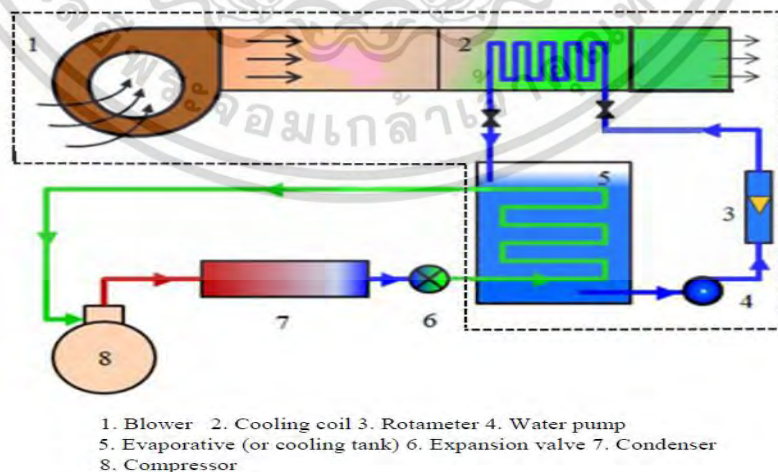 1
2
5
3
4
6
7
8
1. Blower 2. Cooling coil 3. Rotameter 4. Water pump
5. Evaporative (or cooling tank) 6. Expansion valve 7. Condenser
8. Compressor